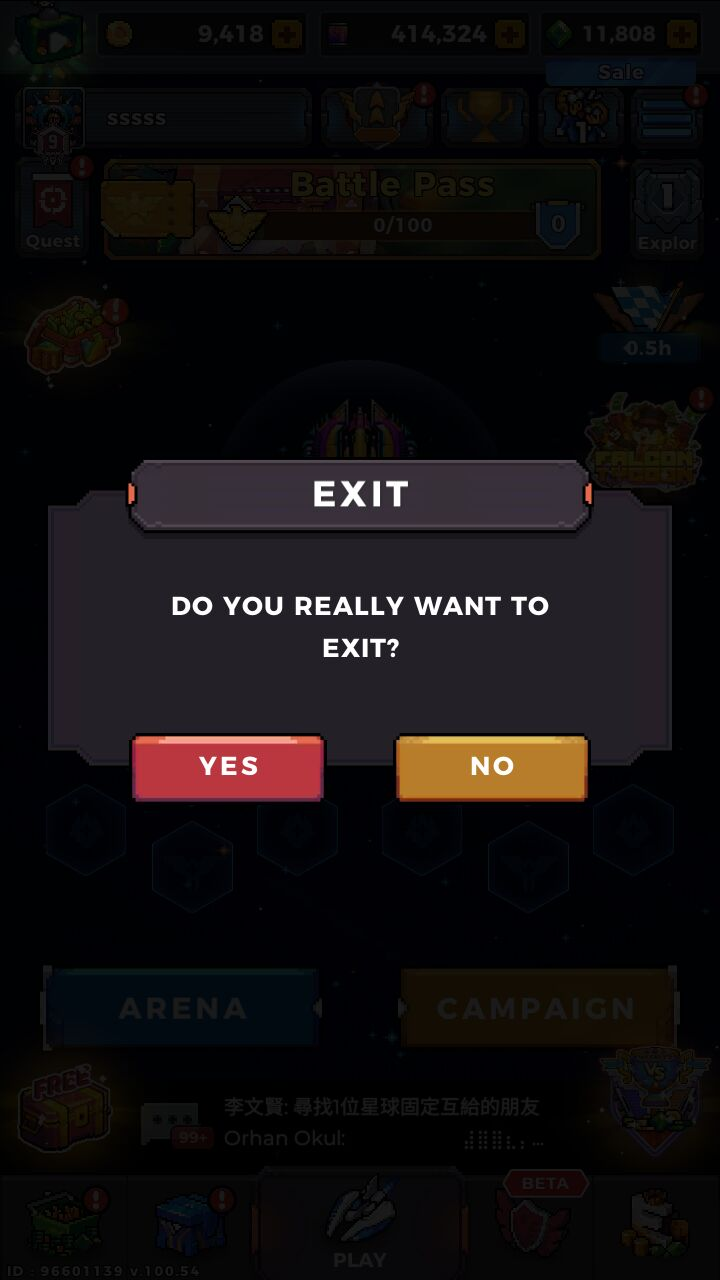 9,418
414,324
11,808
Sale
sssss
1
9
Battle Pass
0/100
0
1
Quest
Explor
0.5h
FALCON
TYCOON
EXIT
DO YOU REALLY WANT TO
EXIT?
YES
NO
ARENA
CAMPAIGN
FREE
VS
李文賢: 尋找1位星球固定互給的朋友
99+
Orhan Okul:
BETA
PLAY
ID : 96601139 v.100.54